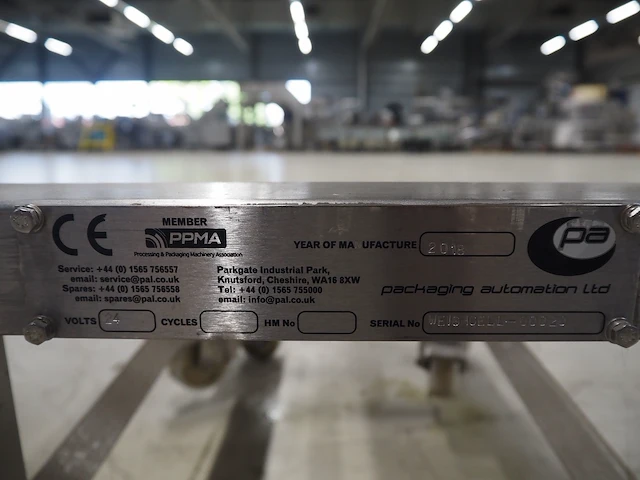 CE
MEMBER
PPMA
Processing & Packaging Machinery Association
YEAR OF MA UFACTURE 2018
pa
packaging automation Ltd
Service: +44 (0) 1565 756557
email: service@pal.co.uk
Spares: +44 (0) 1565 756558
email: spares@pal.co.uk
Parkgate Industrial Park,
Knutsford, Cheshire, WA16 8XW
Tel: +44 (0) 1565 755000
email: info@pal.co.uk
VOLTS 24 CYCLES HM No SERIAL No